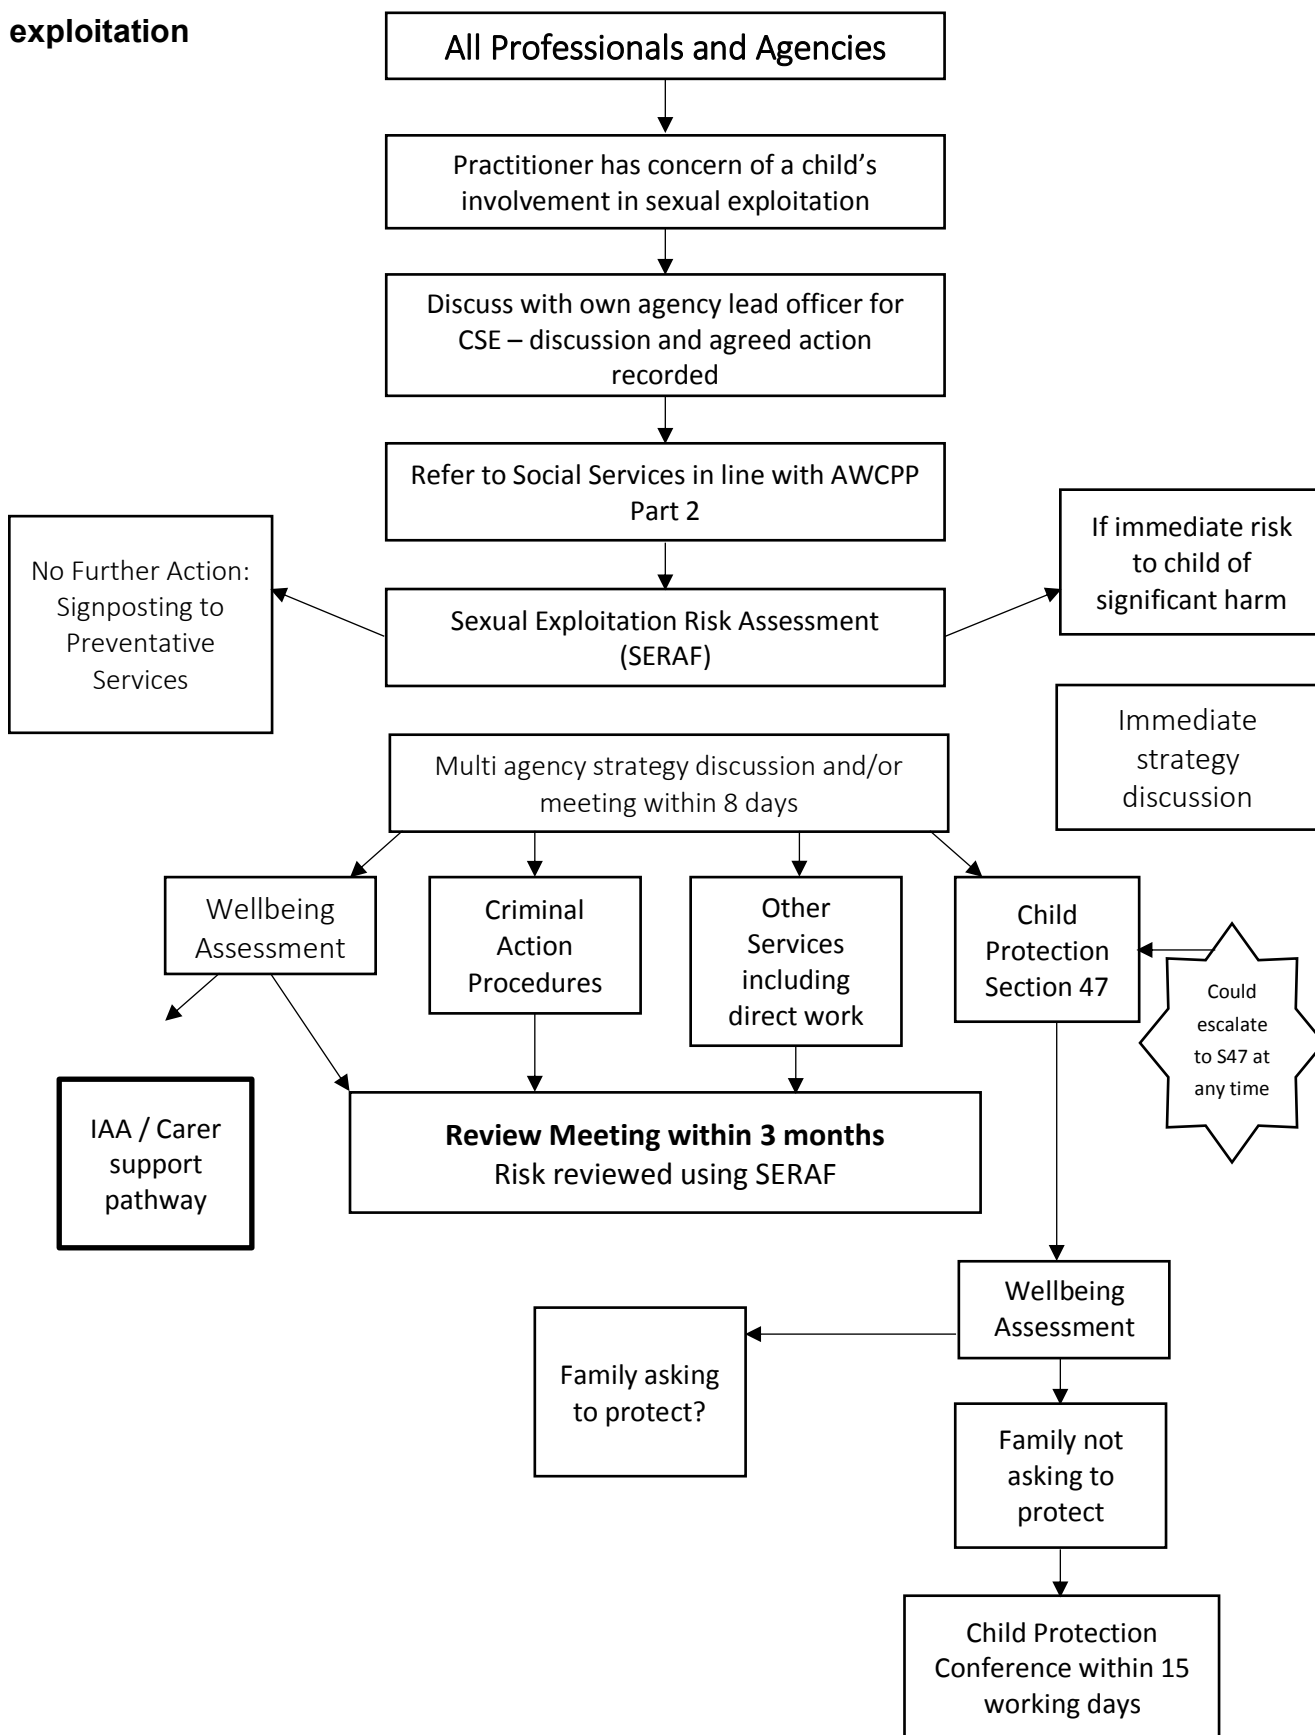 exploitation
All Professionals and Agencies
Practitioner has concern of a child’s
involvement in sexual exploitation
Discuss with own agency lead officer for
CSE – discussion and agreed action
recorded
Refer to Social Services in line with AWCPP
Part 2
No Further Action:
Signposting to
Preventative
Services
Sexual Exploitation Risk Assessment
(SERAF)
If immediate risk
to child of
significant harm
Immediate
strategy
discussion
Multi agency strategy discussion and/or
meeting within 8 days
Wellbeing
Assessment
Criminal
Action
Procedures
Other
Services
including
direct work
Child
Protection
Section 47
Could
escalate
to S47 at
any time
IAA / Carer
support
pathway
Review Meeting within 3 months
Risk reviewed using SERAF
Wellbeing
Assessment
Family asking
to protect?
Family not
asking to
protect
Child Protection
Conference within 15
working days